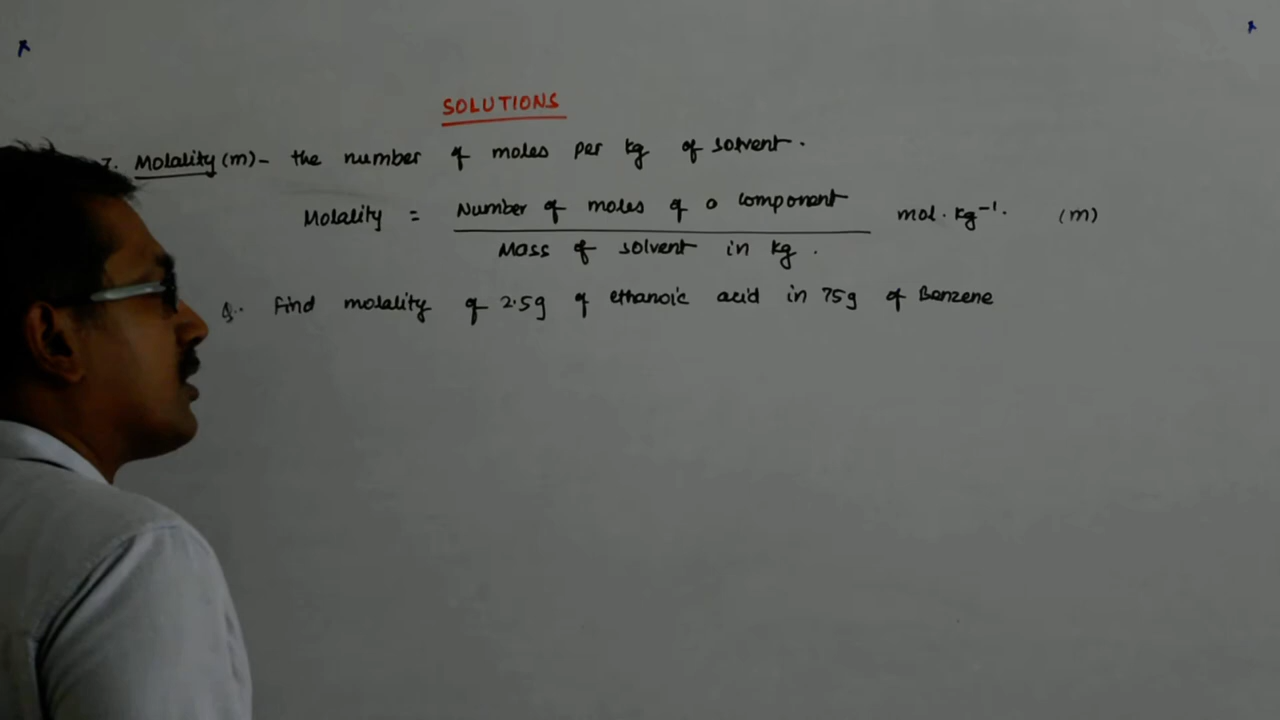 SOLUTIONS
7. Molality (m) - the number of moles per kg of solvent.
Molality = Number of moles of a component mol. kg⁻¹. (m)
Mass of solvent in kg.
Q.. Find molality of 2.5g of ethanoic acid in 75g of Benzene